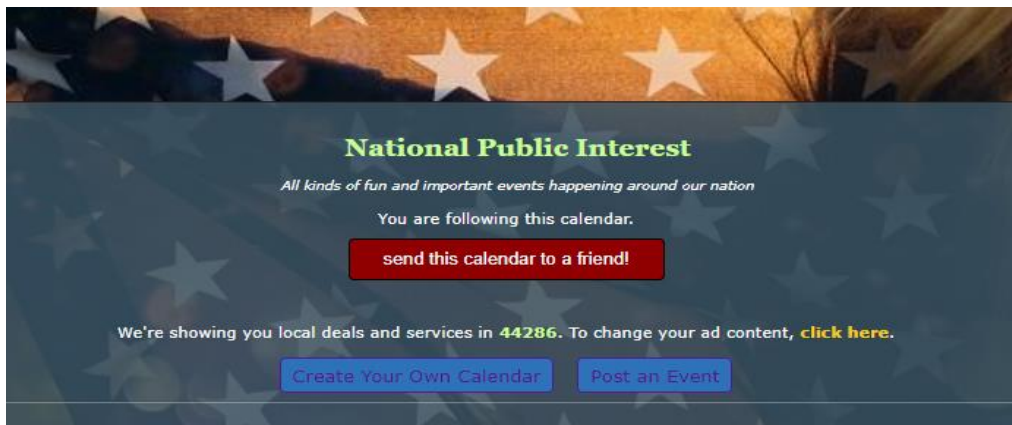 National Public Interest
All kinds of fun and important events happening around our nation
You are following this calendar.
send this calendar to a friend!
We're showing you local deals and services in 44286. To change your ad content, click here.
Create Your Own Calendar Post an Event